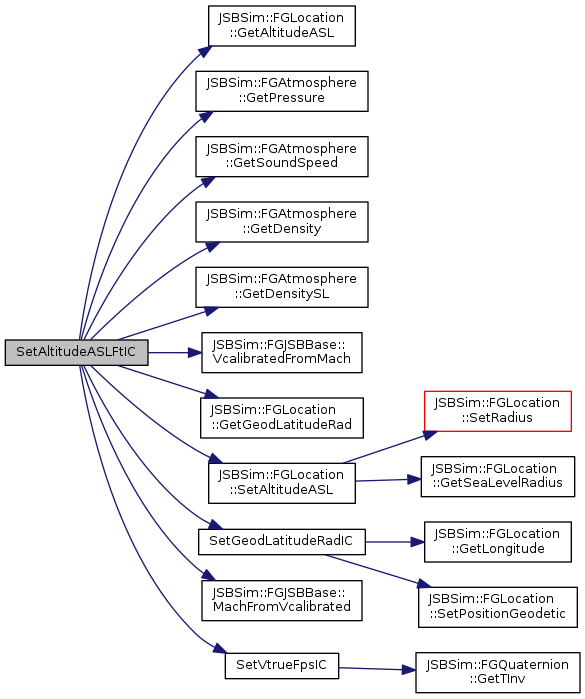 JSBSim::FGLocation
::GetAltitudeASL
JSBSim::FGAtmosphere
::GetPressure
JSBSim::FGAtmosphere
::GetSoundSpeed
JSBSim::FGAtmosphere
::GetDensity
JSBSim::FGAtmosphere
::GetDensitySL
SetAltitudeASLFtIC
JSBSim::FGJSBBase::
VcalibratedFromMach
JSBSim::FGLocation
::GetGeodLatitudeRad
JSBSim::FGLocation
::SetRadius
JSBSim::FGLocation
::SetAltitudeASL
JSBSim::FGLocation
::GetSeaLevelRadius
SetGeodLatitudeRadIC
JSBSim::FGLocation
::GetLongitude
JSBSim::FGJSBBase::
MachFromVcalibrated
JSBSim::FGLocation
::SetPositionGeodetic
SetVtrueFpsIC
JSBSim::FGQuaternion
::GetTInv